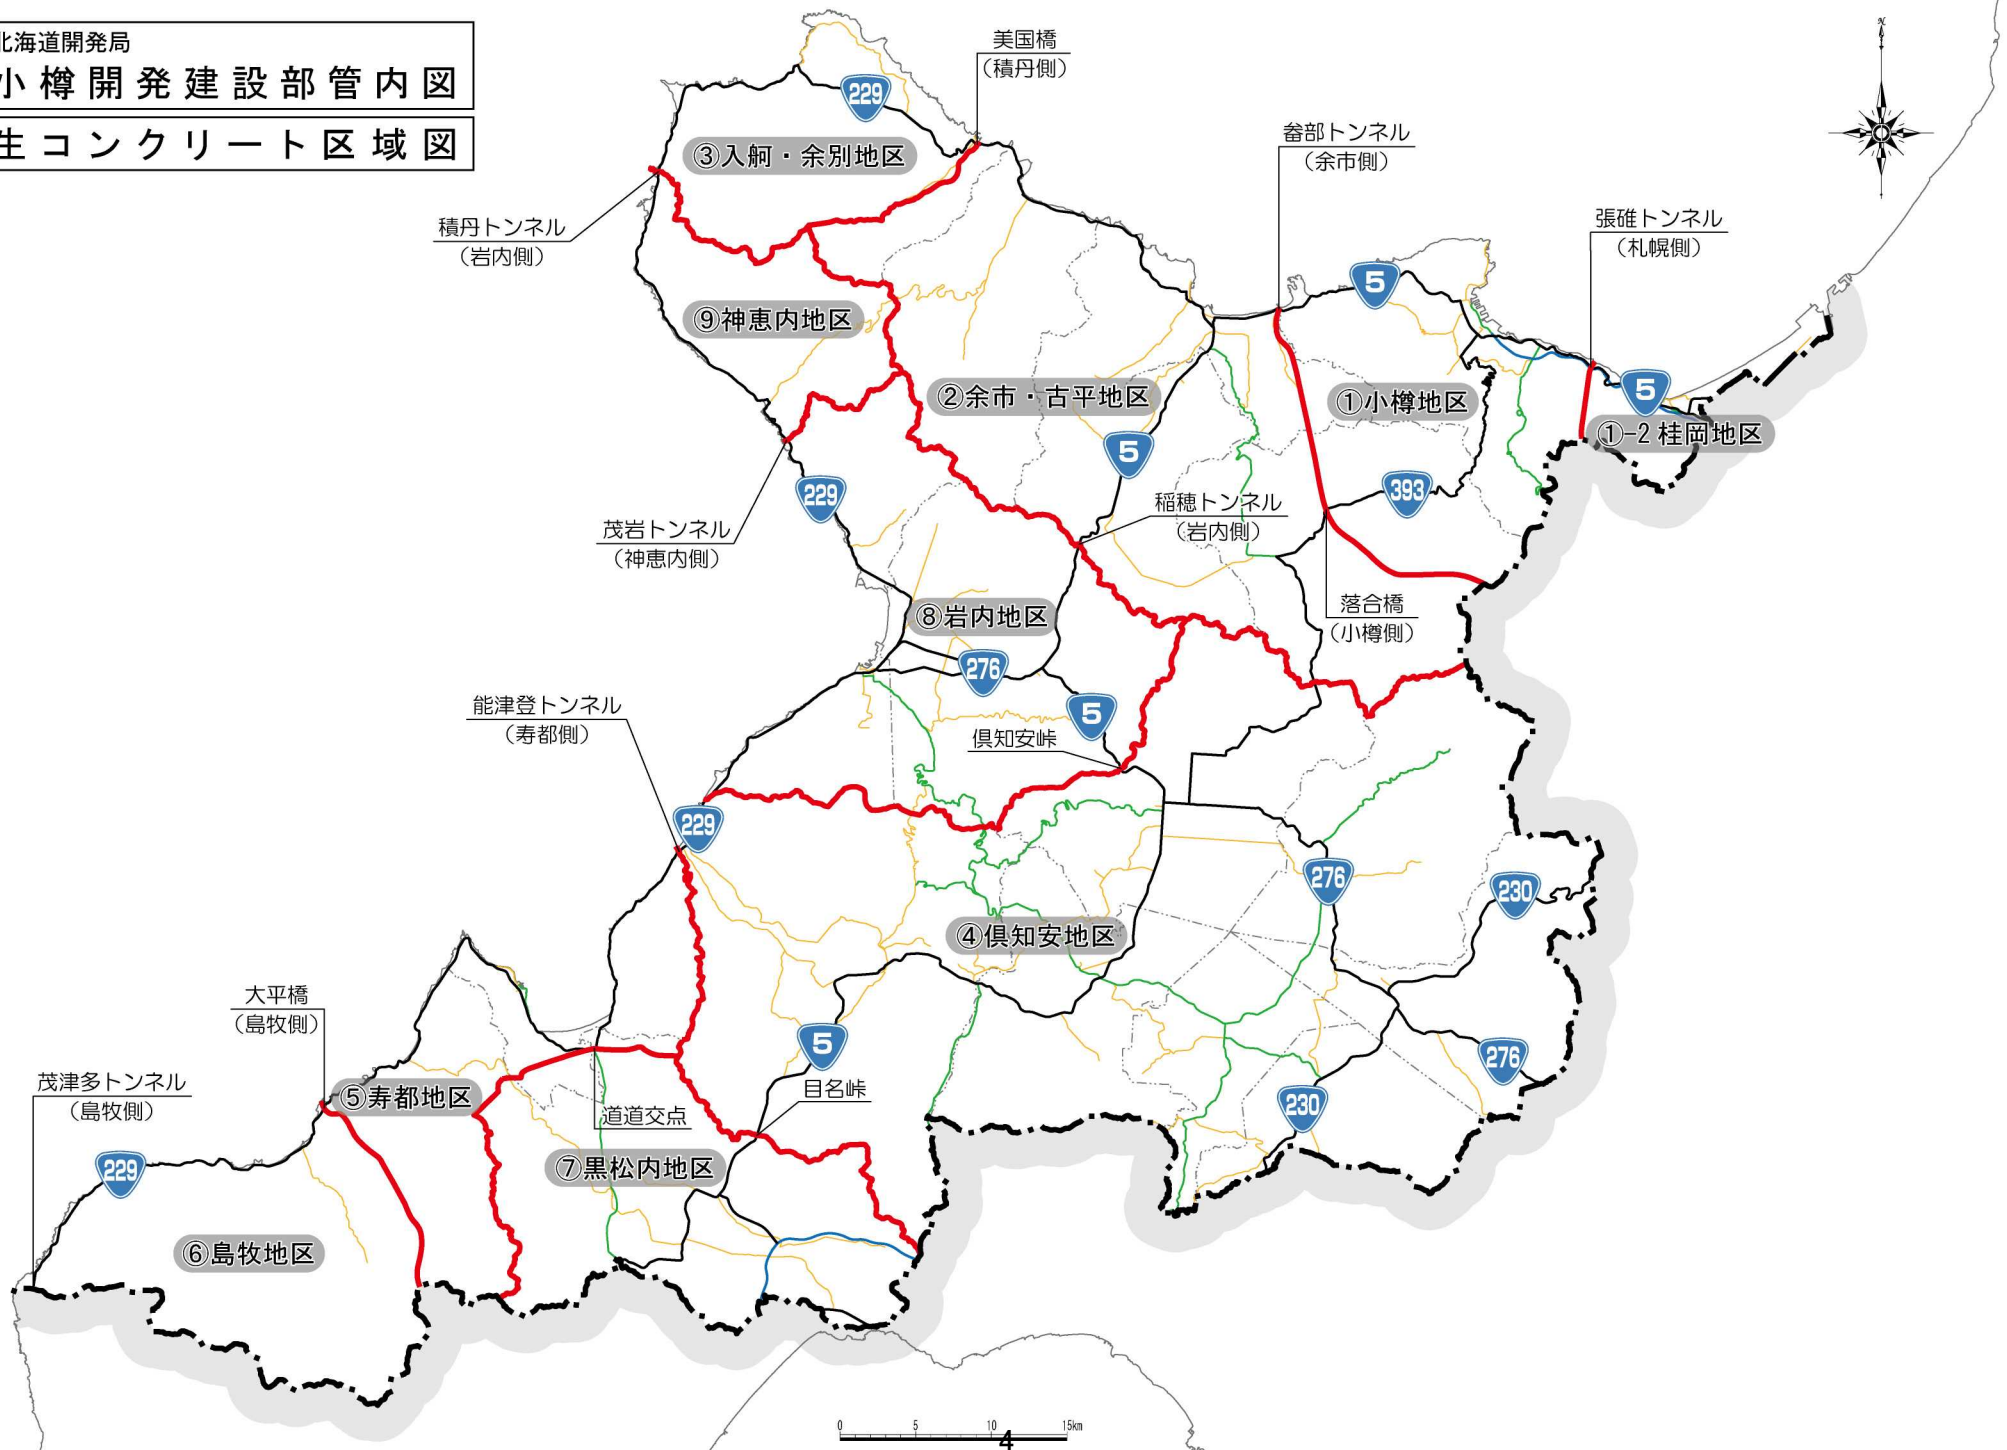 北海道開発局
小樽開発建設部管内図
生コンクリート区域図
美国橋
（積丹側）
229
③入舸・余別地区
畚部トンネル
（余市側）
N
積丹トンネル
（岩内側）
張碓トンネル
（札幌側）
5
⑨神恵内地区
②余市・古平地区
①小樽地区
5
①-2 桂岡地区
5
229
393
稲穂トンネル
（岩内側）
茂岩トンネル
（神恵内側）
落合橋
（小樽側）
⑧岩内地区
276
5
能津登トンネル
（寿都側）
倶知安峠
229
276
230
④倶知安地区
大平橋
（島牧側）
5
276
茂津多トンネル
（島牧側）
⑤寿都地区
目名峠
道道交点
230
229
⑦黒松内地区
⑥島牧地区
0 5 10 15km
4